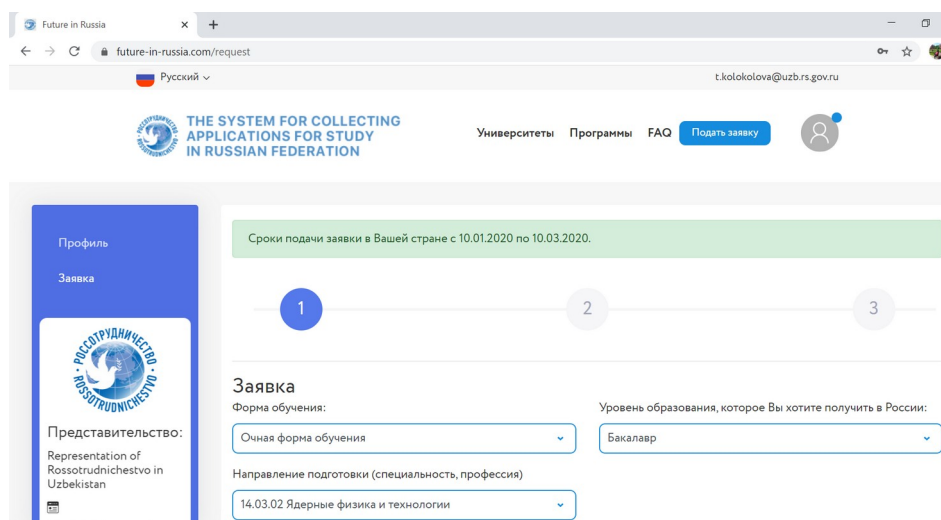 Future in Russia
future-in-russia.com/request
Русский
t.kolokolova@uzb.rs.gov.ru
THE SYSTEM FOR COLLECTING
APPLICATIONS FOR STUDY
IN RUSSIAN FEDERATION
Университеты Программы FAQ Подать заявку
Профиль
Заявка
Сроки подачи заявки в Вашей стране с 10.01.2020 по 10.03.2020.
1 2 3
РОССОТРУДНИЧЕСТВО
ROSSOTRUDNICHESTVO
Представительство:
Representation of
Rossotrudnichestvo in
Uzbekistan
Заявка
Форма обучения:
Очная форма обучения
Уровень образования, которое Вы хотите получить в России:
Бакалавр
Направление подготовки (специальность, профессия)
14.03.02 Ядерные физика и технологии